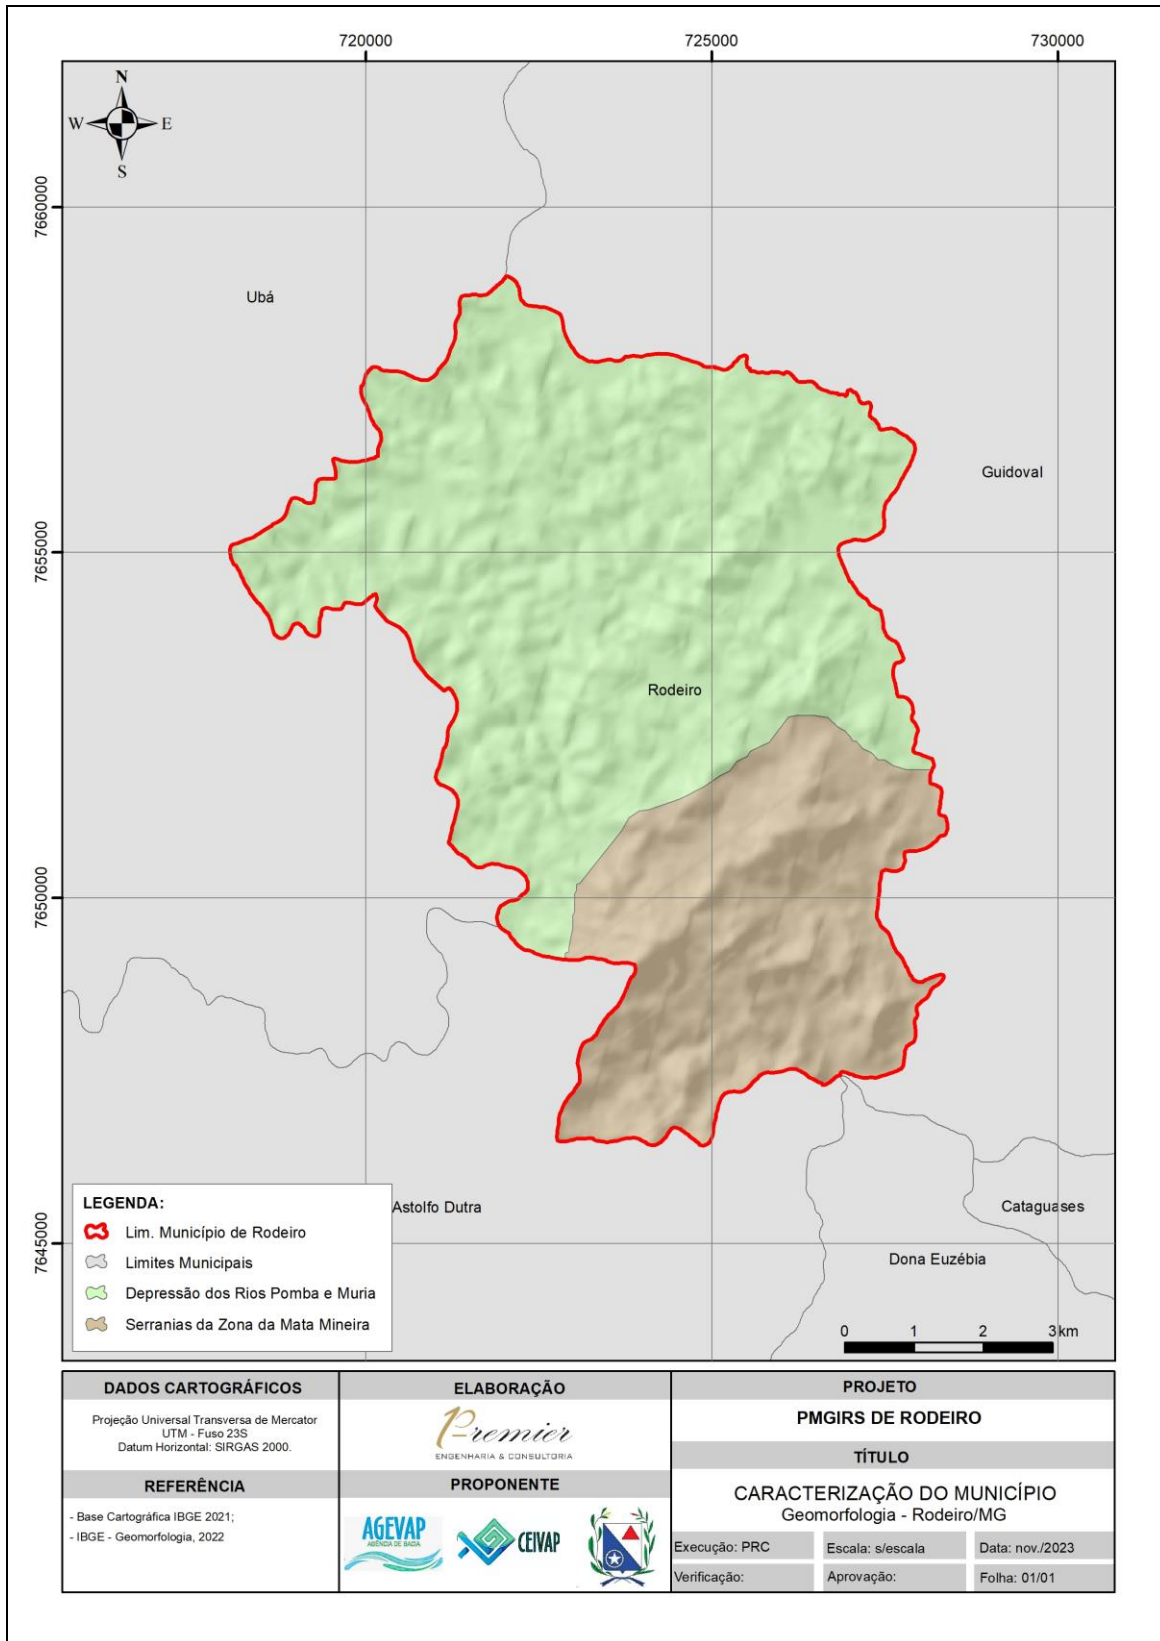 720000
725000
730000
N
W
E
S
7660000
7655000
7650000
7645000
Ubá
Guidoval
Rodeiro
Astolfo Dutra
Cataguases
Dona Euzébia
LEGENDA:
Lim. Município de Rodeiro
Limites Municipais
Depressão dos Rios Pomba e Muria
Serranias da Zona da Mata Mineira
0 1 2 3 km
DADOS CARTOGRÁFICOS
Projeção Universal Transversa de Mercator
UTM - Fuso 23S
Datum Horizontal: SIRGAS 2000.
REFERÊNCIA
- Base Cartográfica IBGE 2021;
- IBGE - Geomorfologia, 2022
ELABORAÇÃO
Premier
ENGENHARIA & CONSULTORIA
PROPONENTE
AGEVAP
AGÊNCIA DE BACIA
CEIVAP
PROJETO
PMGIRS DE RODEIRO
TÍTULO
CARACTERIZAÇÃO DO MUNICÍPIO
Geomorfologia - Rodeiro/MG
Execução: PRC
Escala: s/escala
Data: nov./2023
Verificação:
Aprovação:
Folha: 01/01